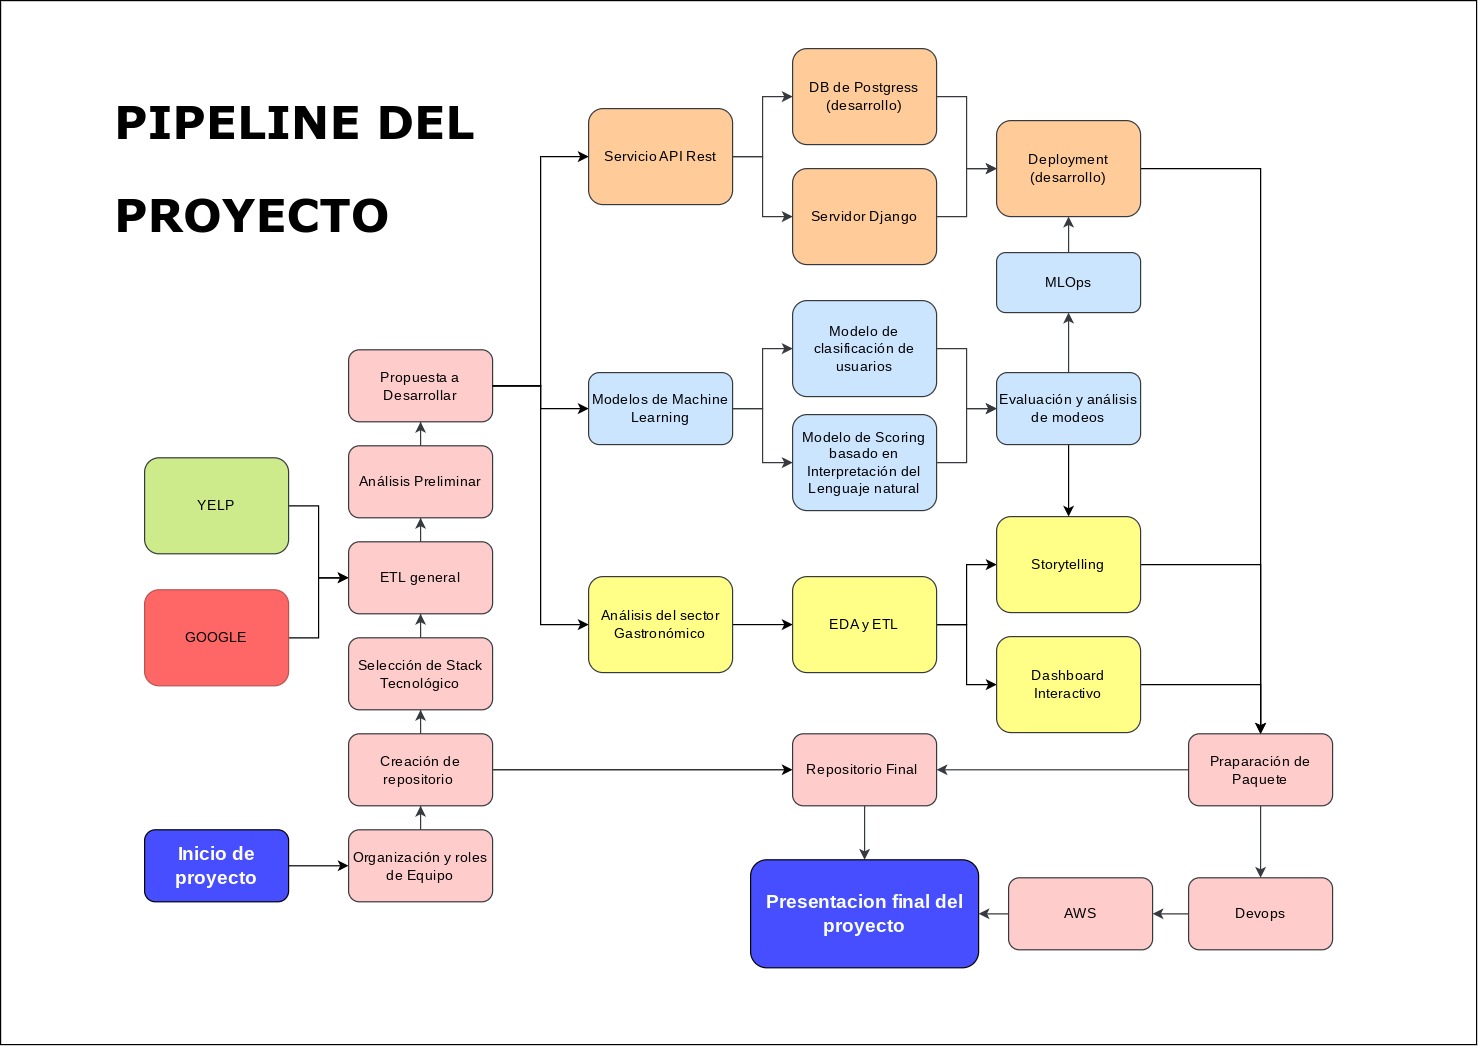 PIPELINE DEL
PROYECTO
DB de Postgress
(desarrollo)
Servicio API Rest
Servidor Django
Deployment
(desarrollo)
MLOps
Modelo de
clasificación de
usuarios
Propuesta a
Desarrollar
Modelos de Machine
Learning
Evaluación y análisis
de modeos
Modelo de Scoring
basado en
Interpretación del
Lenguaje natural
Análisis Preliminar
YELP
ETL general
GOOGLE
Storytelling
Análisis del sector
Gastronómico
EDA y ETL
Selección de Stack
Tecnológico
Dashboard
Interactivo
Creación de
repositorio
Repositorio Final
Praparación de
Paquete
Inicio de
proyecto
Organización y roles
de Equipo
Presentacion final del
proyecto
AWS
Devops